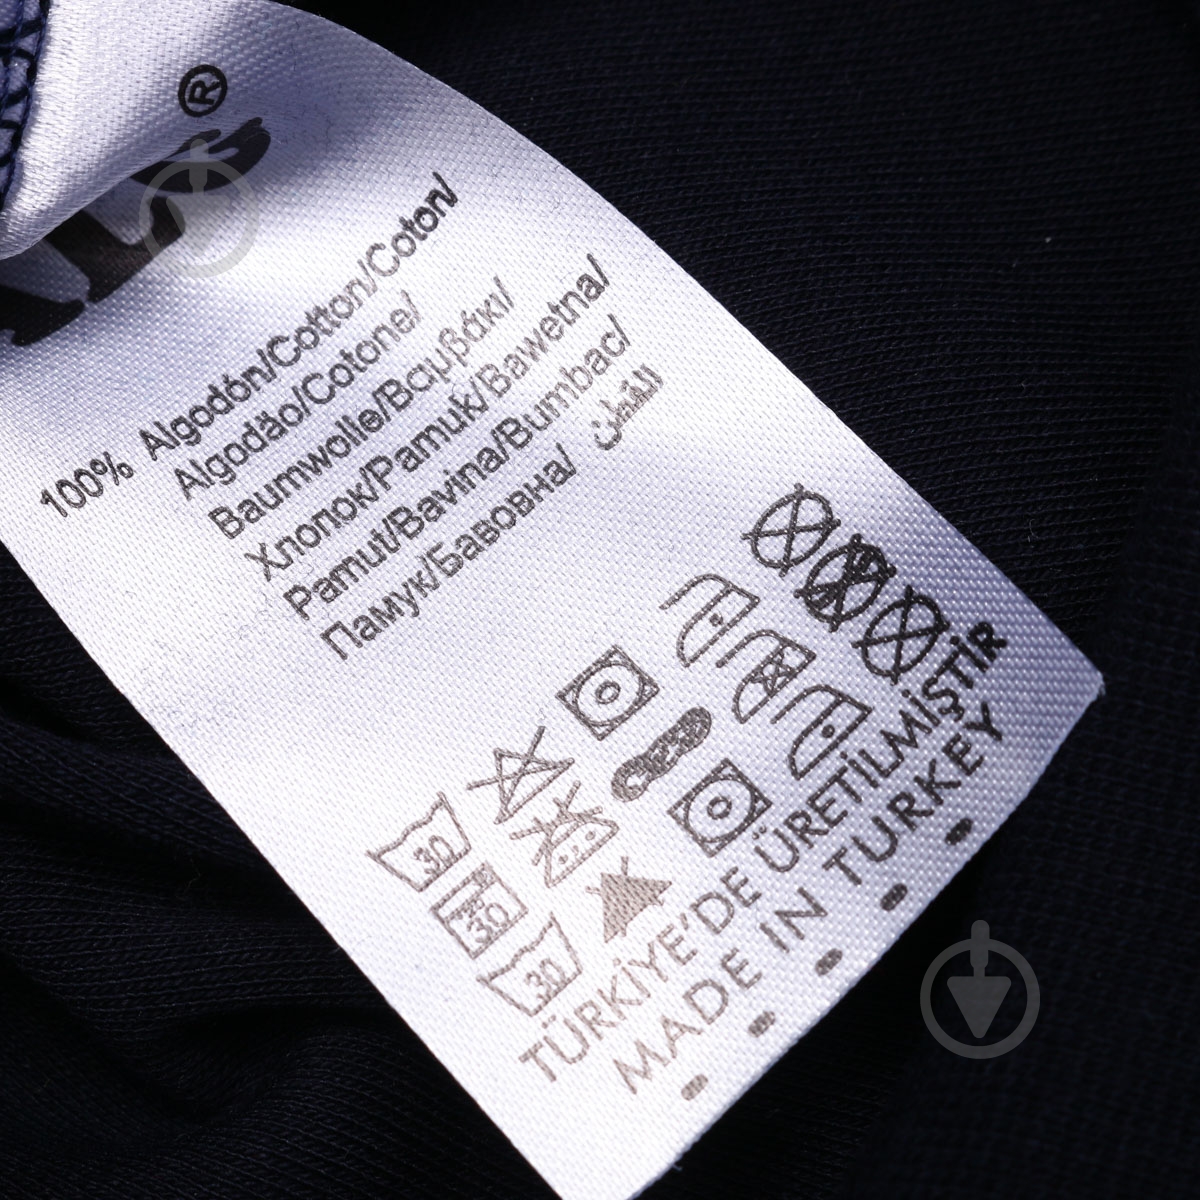 ®
100% Algodón/Cotton/Coton/
Algodão/Cotone/
Baumwolle/Βαμβάκι/
Хлопок/Pamuk/Bawełna/
Pamut/Bavina/Bumbac/
Памук/Бавовна/ القطن
30
30
30
TÜRKİYE'DE ÜRETİLMİŞTİR
MADE IN TURKEY